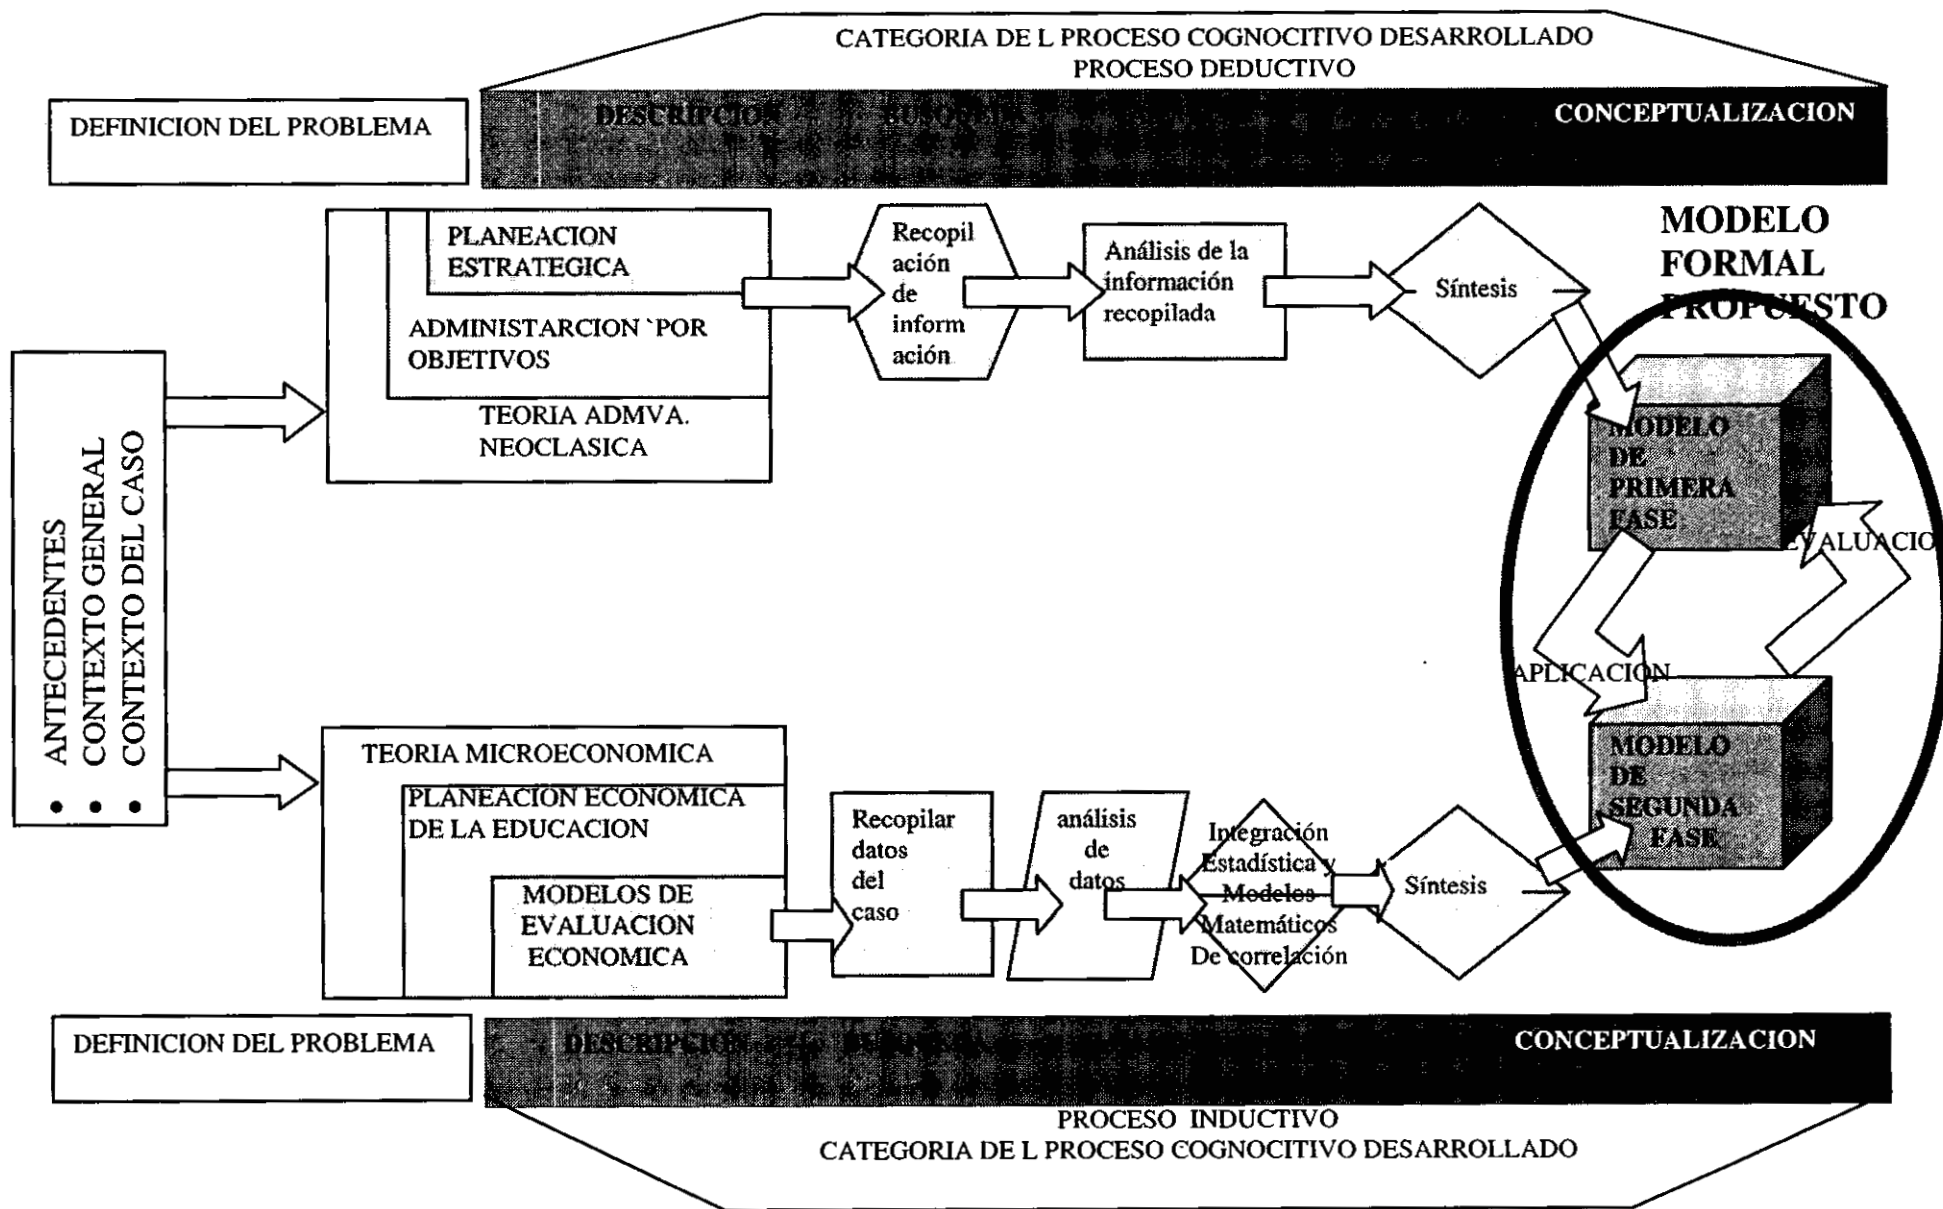 CATEGORIA DE L PROCESO COGNOCITIVO DESARROLLADO
PROCESO DEDUCTIVO
DEFINICION DEL PROBLEMA
DESCRIPCION
CONCEPTUALIZACION
PLANEACION
ESTRATEGICA
ADMINISTARCION `POR
OBJETIVOS
TEORIA ADMVA.
NEOCLASICA
Recopil
ación
de
inform
ación
Análisis de la
información
recopilada
Síntesis
MODELO
FORMAL
PROPUESTO
MODELO
DE
PRIMERA
FASE
EVALUACIO
APLICACION
MODELO
DE
SEGUNDA
FASE
• ANTECEDENTES
• CONTEXTO GENERAL
• CONTEXTO DEL CASO
TEORIA MICROECONOMICA
PLANEACION ECONOMICA
DE LA EDUCACION
MODELOS DE
EVALUACION
ECONOMICA
Recopilar
datos
del
caso
análisis
de
datos
Integración
Estadística y
Modelos
Matemáticos
De correlación
Síntesis
DEFINICION DEL PROBLEMA
DESCRIPCION
CONCEPTUALIZACION
PROCESO INDUCTIVO
CATEGORIA DE L PROCESO COGNOCITIVO DESARROLLADO